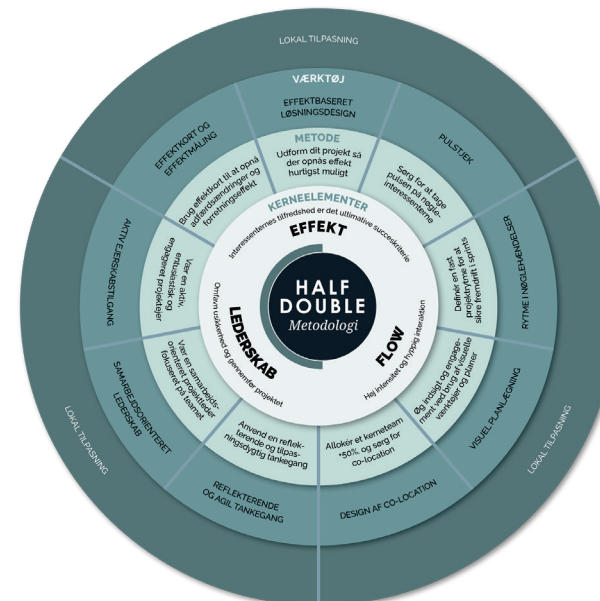 LOKAL TILPASNING
VÆRKTØJ
EFFEKTBASERET
LØSNINGSDESIGN
PULSTJEK
RYTME I NØGLEHÆNDELSER
VISUEL PLANLÆGNING
DESIGN AF CO-LOCATION
REFLEKTERENDE
OG AGIL TANKEGANG
SAMARBEJDSORIENTERET
LEDERSKAB
AKTIV EJERSKABSTILGANG
EFFEKTKORT OG
EFFEKTMÅLING
METODE
Udform dit projekt så
der opnås effekt
hurtigst muligt
Sørg for at tage
pulsen på nøgle-
interessenterne
Definér en fast
projektrytme for at
sikre fremdrift i sprints
Øg indsigt og engage-
ment ved brug af visuelle
værktøjer og planer
Allokér et kerneteam
+50% og sørg for
co-location
Anvend en reflek-
terende og tilpas-
ningsdygtig tankegang
Vær en samarbejds-
orienteret projektleder
fokuseret på teamet
Vær en aktiv,
entusiastisk og
engageret projektejer
Brug effektkort til at opnå
adfærdsændringer og
forretningseffekt
KERNEELEMENTER
Interessenternes tilfredshed er det ultimative succeskriterie
EFFEKT
FLOW
Høj intensitet og hyppig interaktion
LEDERSKAB
Omfavn usikkerhed og gennemfør projektet
HALF
DOUBLE
Metodologi
LOKAL TILPASNING
LOKAL TILPASNING